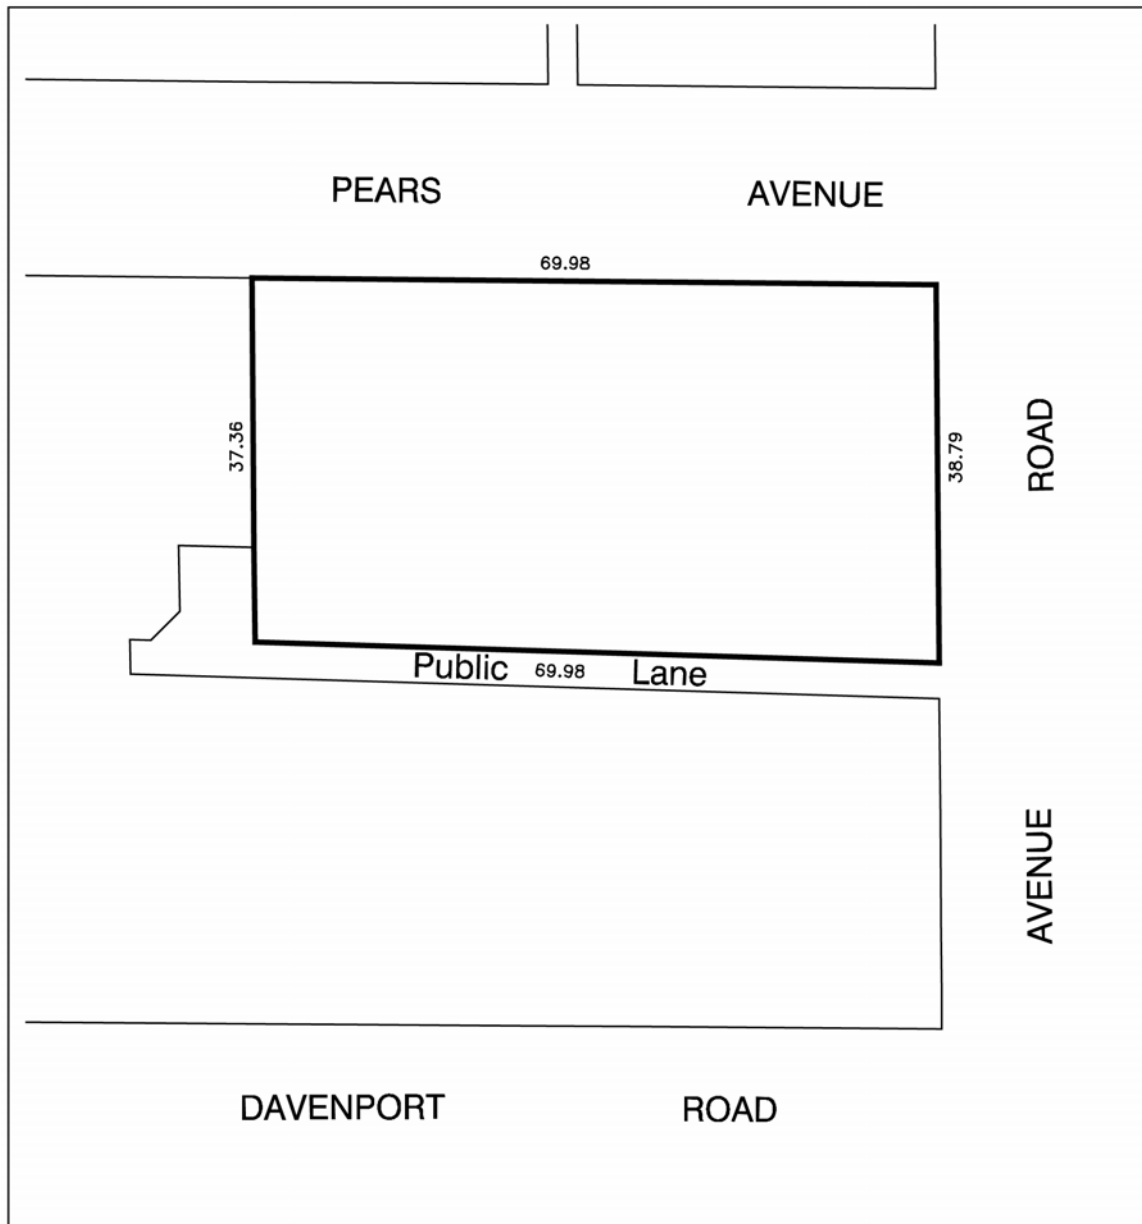 PEARS AVENUE
69.98
37.36
38.79
AVENUE ROAD
Public 69.98 Lane
DAVENPORT ROAD